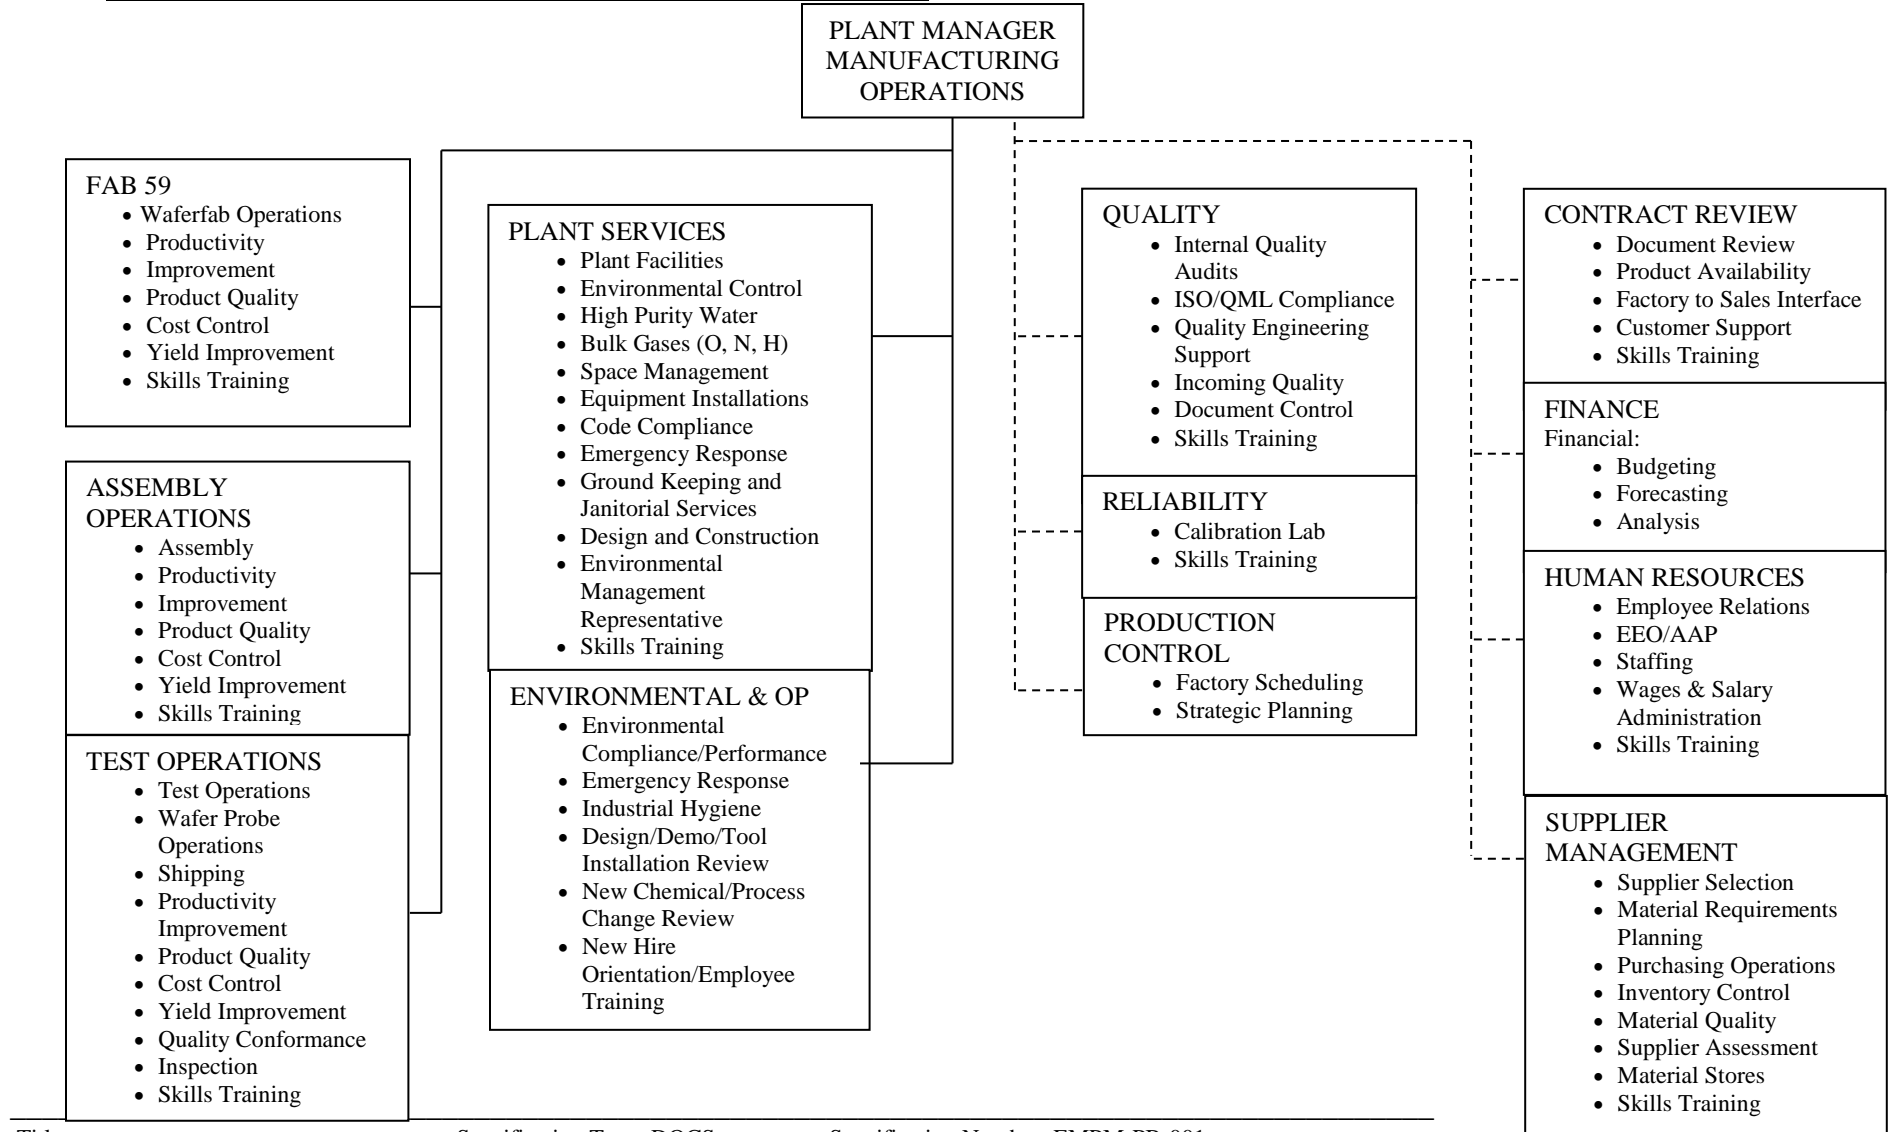 PLANT MANAGER
MANUFACTURING
OPERATIONS
FAB 59
• Waferfab Operations
• Productivity
• Improvement
• Product Quality
• Cost Control
• Yield Improvement
• Skills Training
ASSEMBLY
OPERATIONS
• Assembly
• Productivity
• Improvement
• Product Quality
• Cost Control
• Yield Improvement
• Skills Training
TEST OPERATIONS
• Test Operations
• Wafer Probe
Operations
• Shipping
• Productivity
Improvement
• Product Quality
• Cost Control
• Yield Improvement
• Quality Conformance
• Inspection
• Skills Training
PLANT SERVICES
• Plant Facilities
• Environmental Control
• High Purity Water
• Bulk Gases (O, N, H)
• Space Management
• Equipment Installations
• Code Compliance
• Emergency Response
• Ground Keeping and
Janitorial Services
• Design and Construction
• Environmental
Management
Representative
• Skills Training
ENVIRONMENTAL & OP
• Environmental
Compliance/Performance
• Emergency Response
• Industrial Hygiene
• Design/Demo/Tool
Installation Review
• New Chemical/Process
Change Review
• New Hire
Orientation/Employee
Training
QUALITY
• Internal Quality
Audits
• ISO/QML Compliance
• Quality Engineering
Support
• Incoming Quality
• Document Control
• Skills Training
RELIABILITY
• Calibration Lab
• Skills Training
PRODUCTION
CONTROL
• Factory Scheduling
• Strategic Planning
CONTRACT REVIEW
• Document Review
• Product Availability
• Factory to Sales Interface
• Customer Support
• Skills Training
FINANCE
Financial:
• Budgeting
• Forecasting
• Analysis
HUMAN RESOURCES
• Employee Relations
• EEO/AAP
• Staffing
• Wages & Salary
Administration
• Skills Training
SUPPLIER
MANAGEMENT
• Supplier Selection
• Material Requirements
Planning
• Purchasing Operations
• Inventory Control
• Material Quality
• Supplier Assessment
• Material Stores
• Skills Training